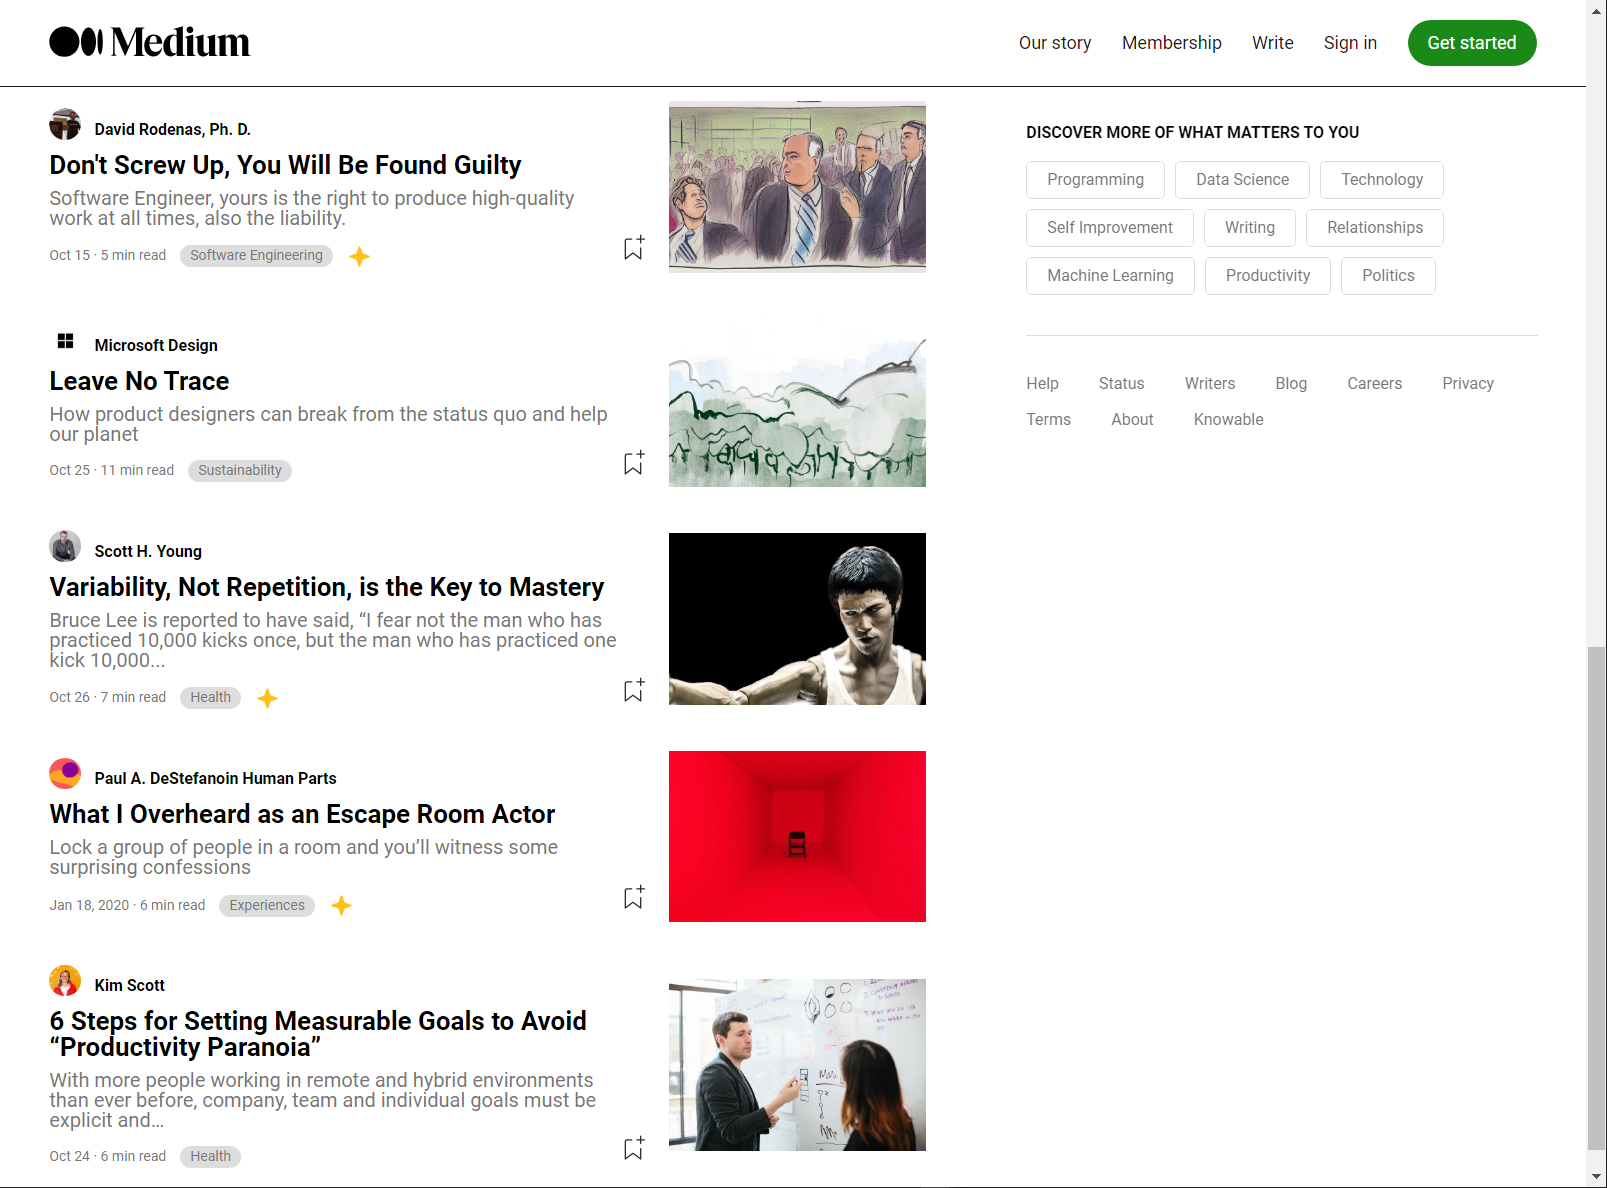 Medium
Our story
Membership
Write
Sign in
Get started
David Rodenas, Ph. D.
Don't Screw Up, You Will Be Found Guilty
Software Engineer, yours is the right to produce high-quality
work at all times, also the liability.
Oct 15 · 5 min read
Software Engineering
Microsoft Design
Leave No Trace
How product designers can break from the status quo and help
our planet
Oct 25 · 11 min read
Sustainability
Scott H. Young
Variability, Not Repetition, is the Key to Mastery
Bruce Lee is reported to have said, “I fear not the man who has
practiced 10,000 kicks once, but the man who has practiced one
kick 10,000...
Oct 26 · 7 min read
Health
Paul A. DeStefanoin Human Parts
What I Overheard as an Escape Room Actor
Lock a group of people in a room and you’ll witness some
surprising confessions
Jan 18, 2020 · 6 min read
Experiences
Kim Scott
6 Steps for Setting Measurable Goals to Avoid
“Productivity Paranoia”
With more people working in remote and hybrid environments
than ever before, company, team and individual goals must be
explicit and...
Oct 24 · 6 min read
Health
DISCOVER MORE OF WHAT MATTERS TO YOU
Programming
Data Science
Technology
Self Improvement
Writing
Relationships
Machine Learning
Productivity
Politics
Help
Status
Writers
Blog
Careers
Privacy
Terms
About
Knowable